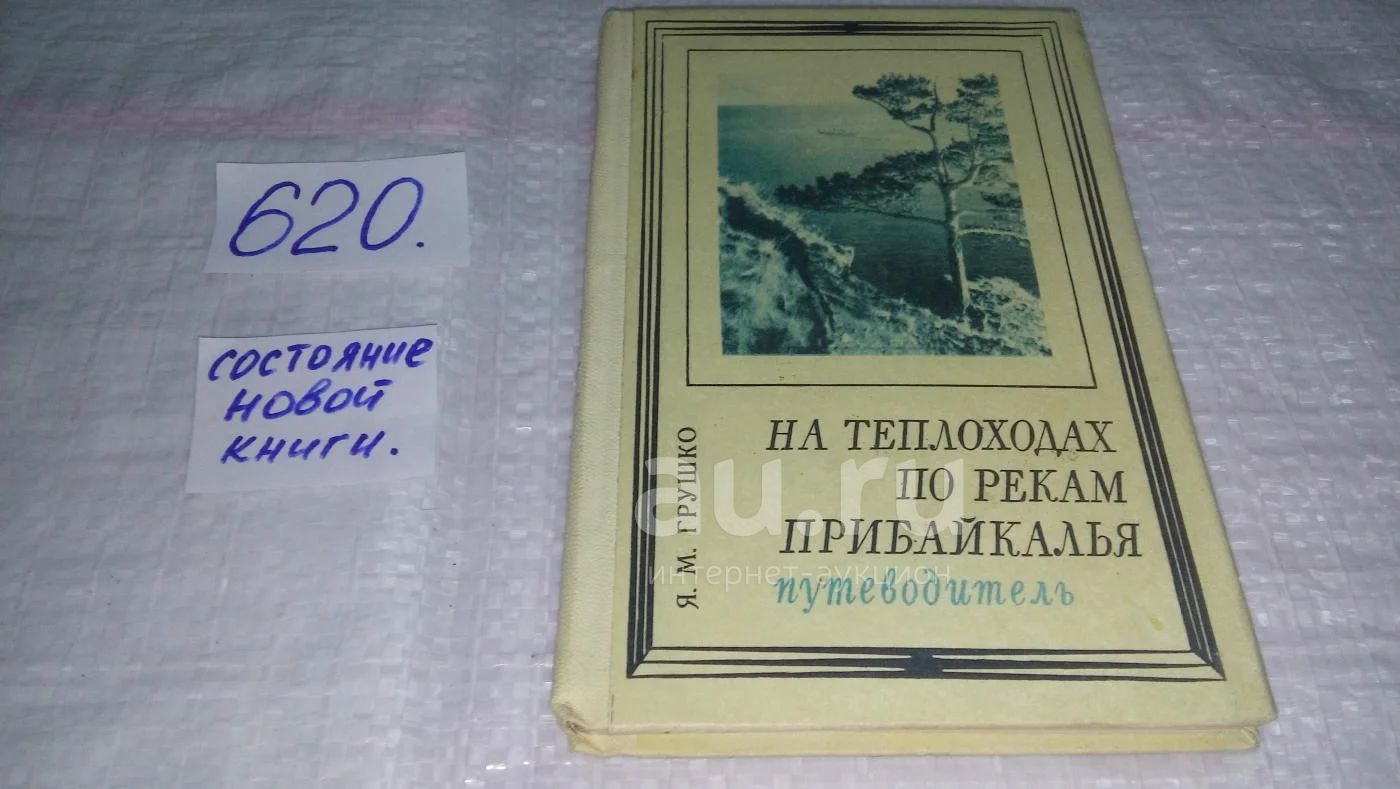 620.
состояние
новой
книги.
Я. М. ГРУШКО
НА ТЕПЛОХОДАХ
ПО РЕКАМ
ПРИБАЙКАЛЬЯ
путеводитель
au.ru
интернет-аукцион